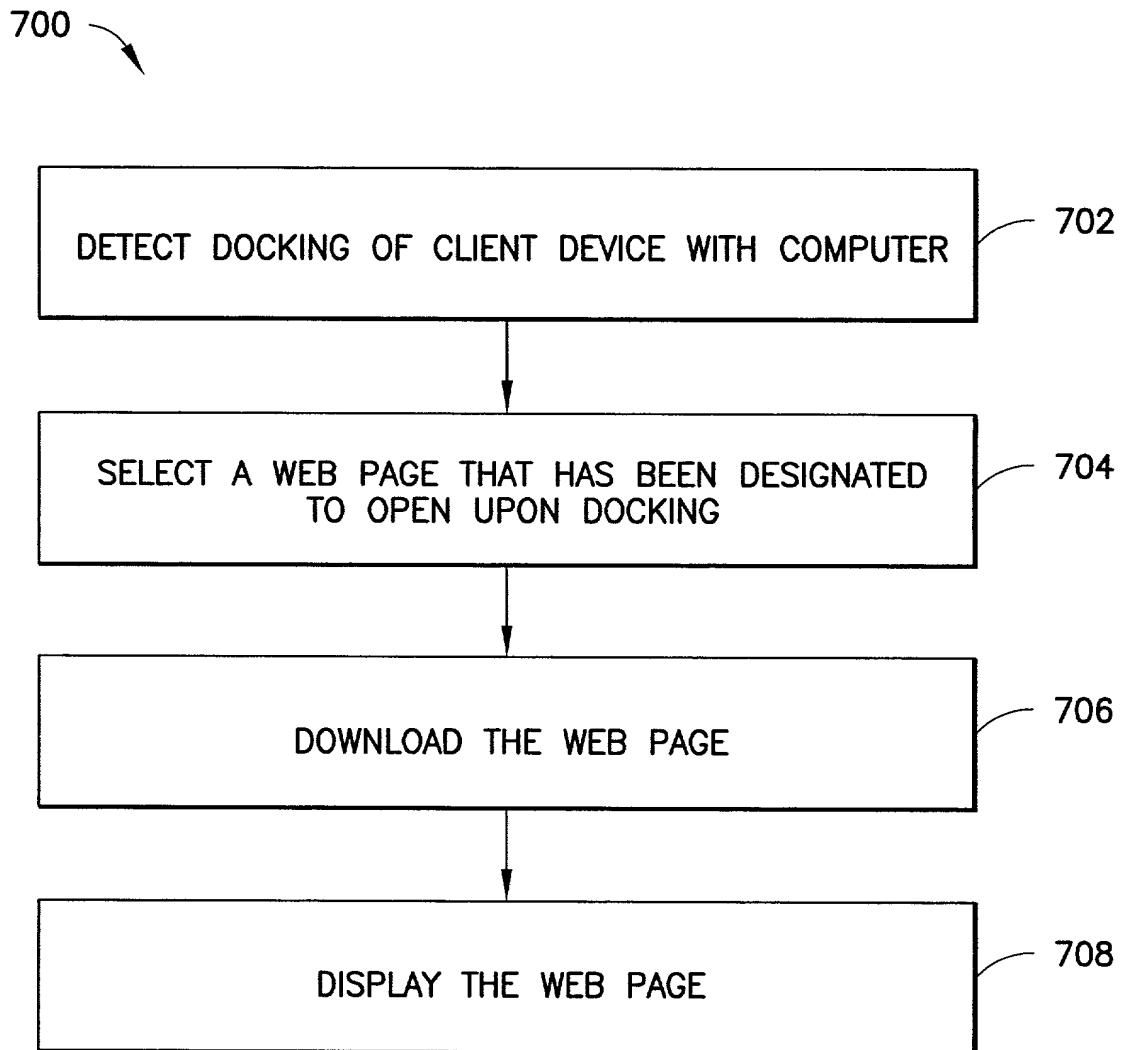 700
DETECT DOCKING OF CLIENT DEVICE WITH COMPUTER
702
SELECT A WEB PAGE THAT HAS BEEN DESIGNATED
TO OPEN UPON DOCKING
704
DOWNLOAD THE WEB PAGE
706
DISPLAY THE WEB PAGE
708